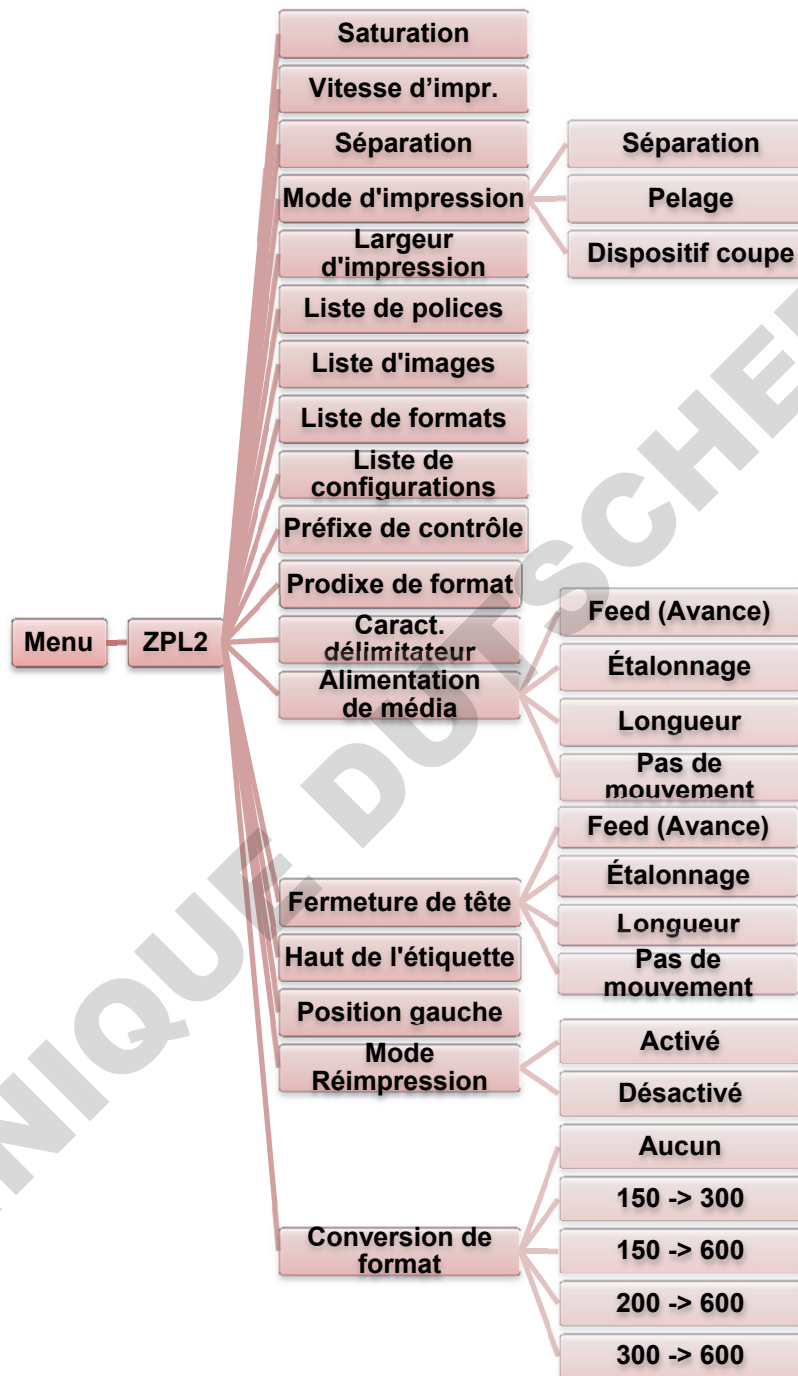 Menu
ZPL2
Saturation
Vitesse d'impr.
Séparation
Mode d'impression
Séparation
Pelage
Dispositif coupe
Largeur
d'impression
Liste de polices
Liste d'images
Liste de formats
Liste de
configurations
Préfixe de contrôle
Prodixe de format
Caract.
délimitateur
Alimentation
de média
Feed (Avance)
Étalonnage
Longueur
Pas de
mouvement
Fermeture de tête
Feed (Avance)
Étalonnage
Longueur
Pas de
mouvement
Haut de l'étiquette
Position gauche
Mode
Réimpression
Activé
Désactivé
Conversion de
format
Aucun
150 -> 300
150 -> 600
200 -> 600
300 -> 600
NIQUE DUTSCHE